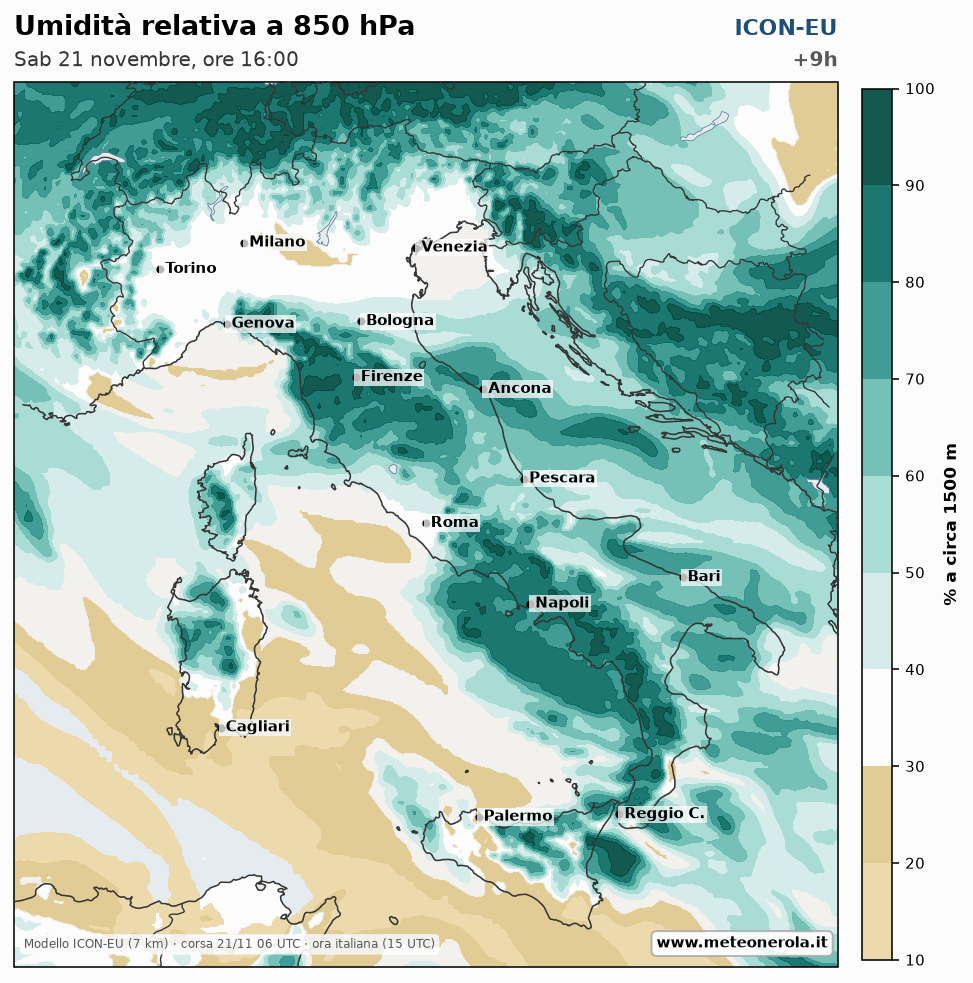 Umidità relativa a 850 hPa
ICON-EU
Sab 21 novembre, ore 16:00
+9h
Milano
Venezia
Torino
Genova
Bologna
Firenze
Ancona
Pescara
Roma
Bari
Napoli
Cagliari
Palermo
Reggio C.
100
90
80
70
60
50
40
30
20
10
% a circa 1500 m
Modello ICON-EU (7 km) · corsa 21/11 06 UTC · ora italiana (15 UTC)
www.meteonerola.it